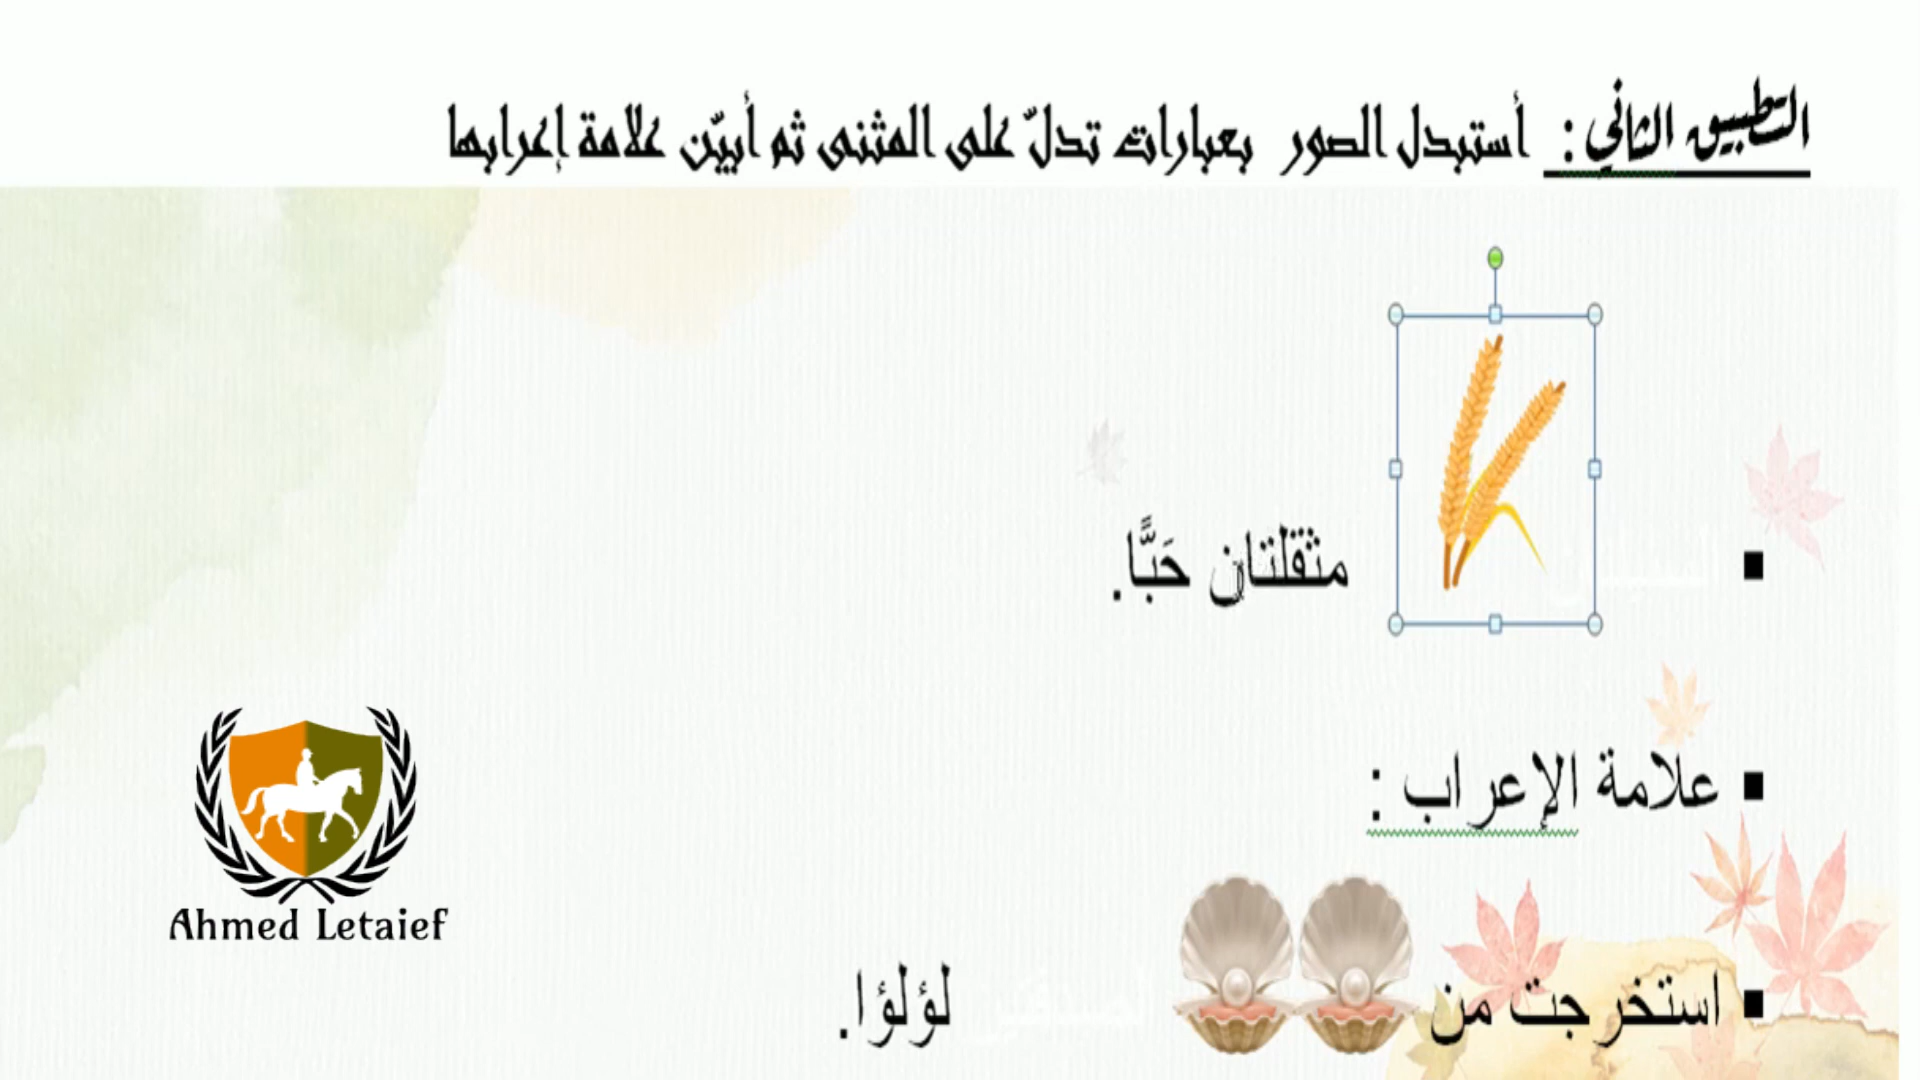 التطبيق الثاني : أستبدل الصور بعبارات تدلّ على المثنى ثم أبيّن علامة إعرابها
▪ مثقلتان حَبًّا.
▪ علامة الإعراب :
▪ استخرجت من لؤلؤا.
Ahmed Letaief